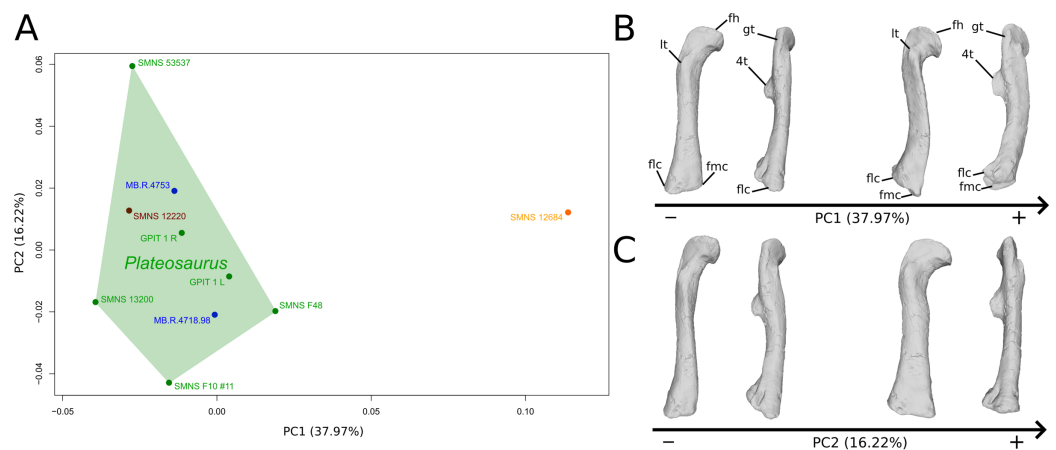 A
0.06
0.04
0.02
0.00
−0.02
−0.04
PC2 (16.22%)
SMNS 53537
MB.R.4753
SMNS 12220
GPIT 1 R
Plateosaurus
GPIT 1 L
SMNS 13200
MB.R.4718.98
SMNS F48
SMNS F10 #11
SMNS 12684
−0.05
0.00
0.05
0.10
PC1 (37.97%)
B
fh
lt
gt
4t
flc
fmc
flc
fh
gt
lt
4t
flc
fmc
flc
fmc
−
PC1 (37.97%)
+
C
−
PC2 (16.22%)
+